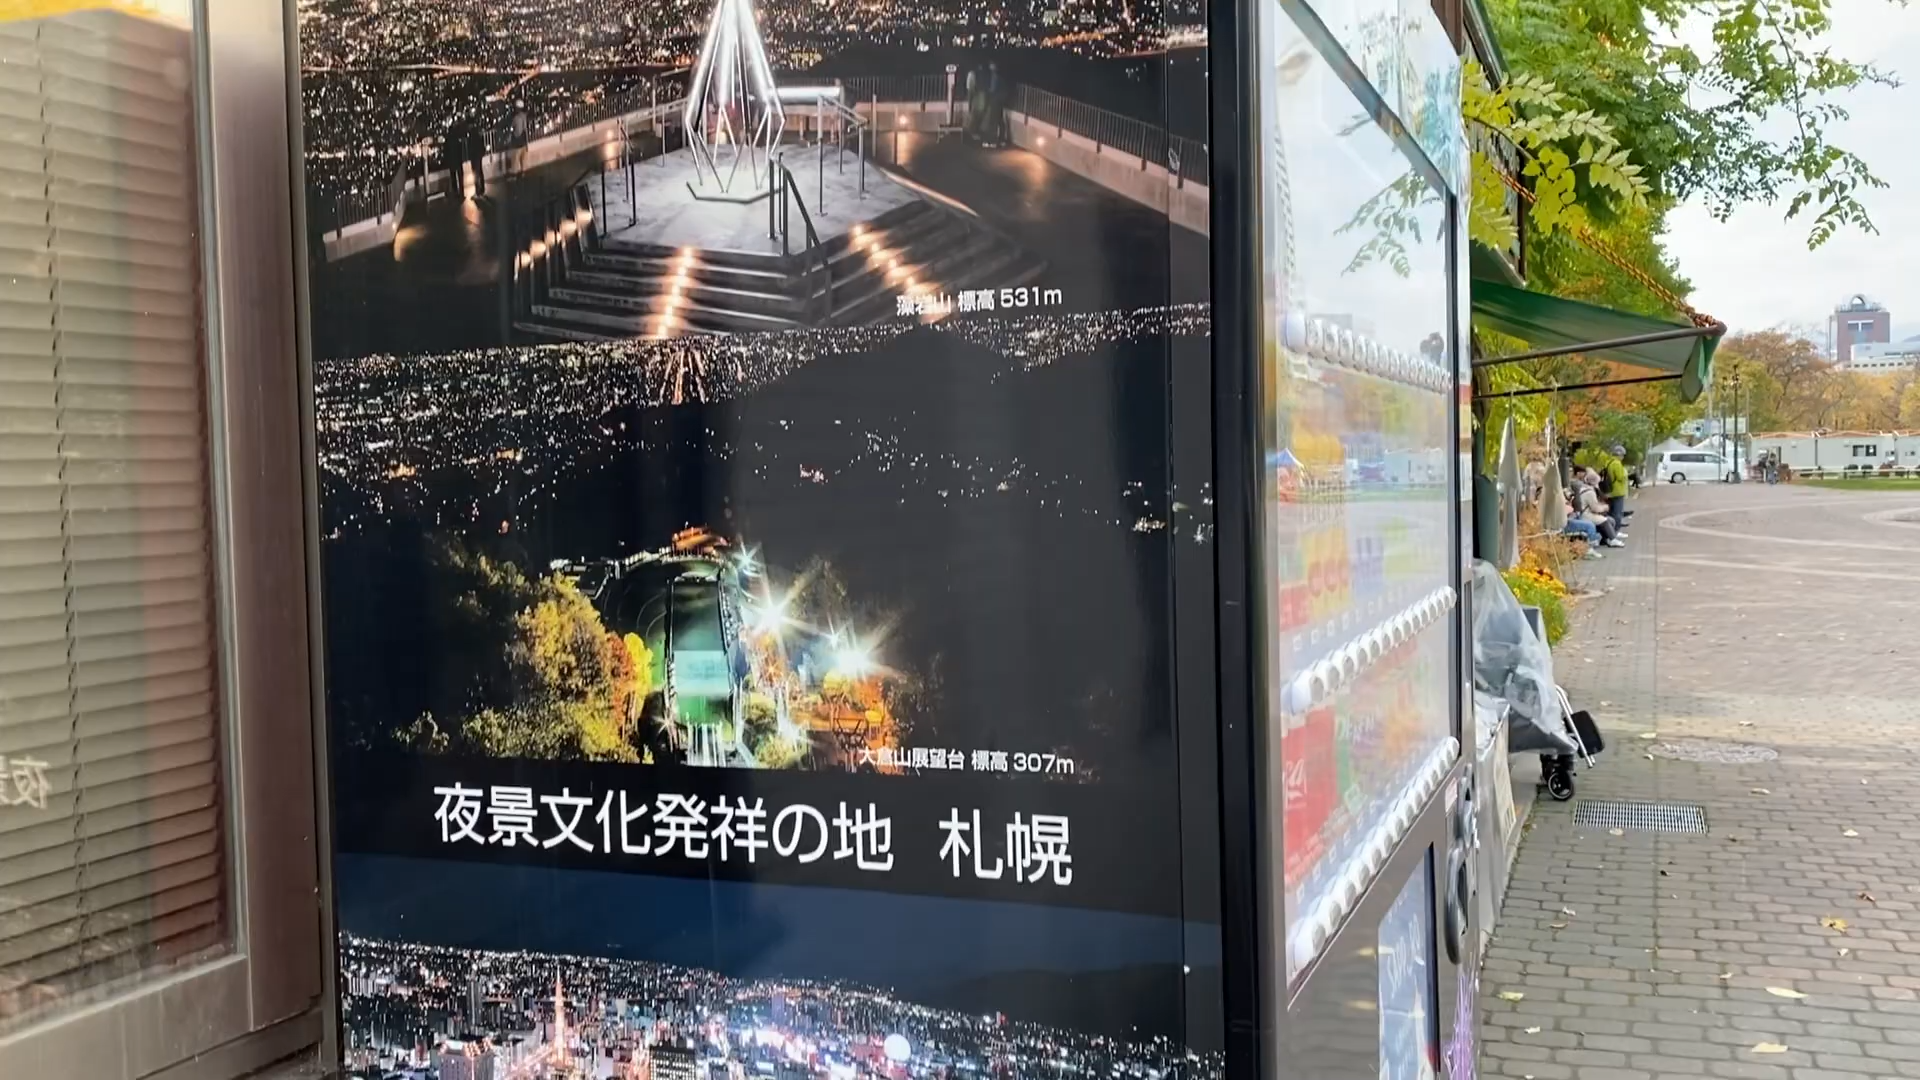 藻岩山 標高 531m
大倉山展望台 標高 307m
夜景文化発祥の地 札幌